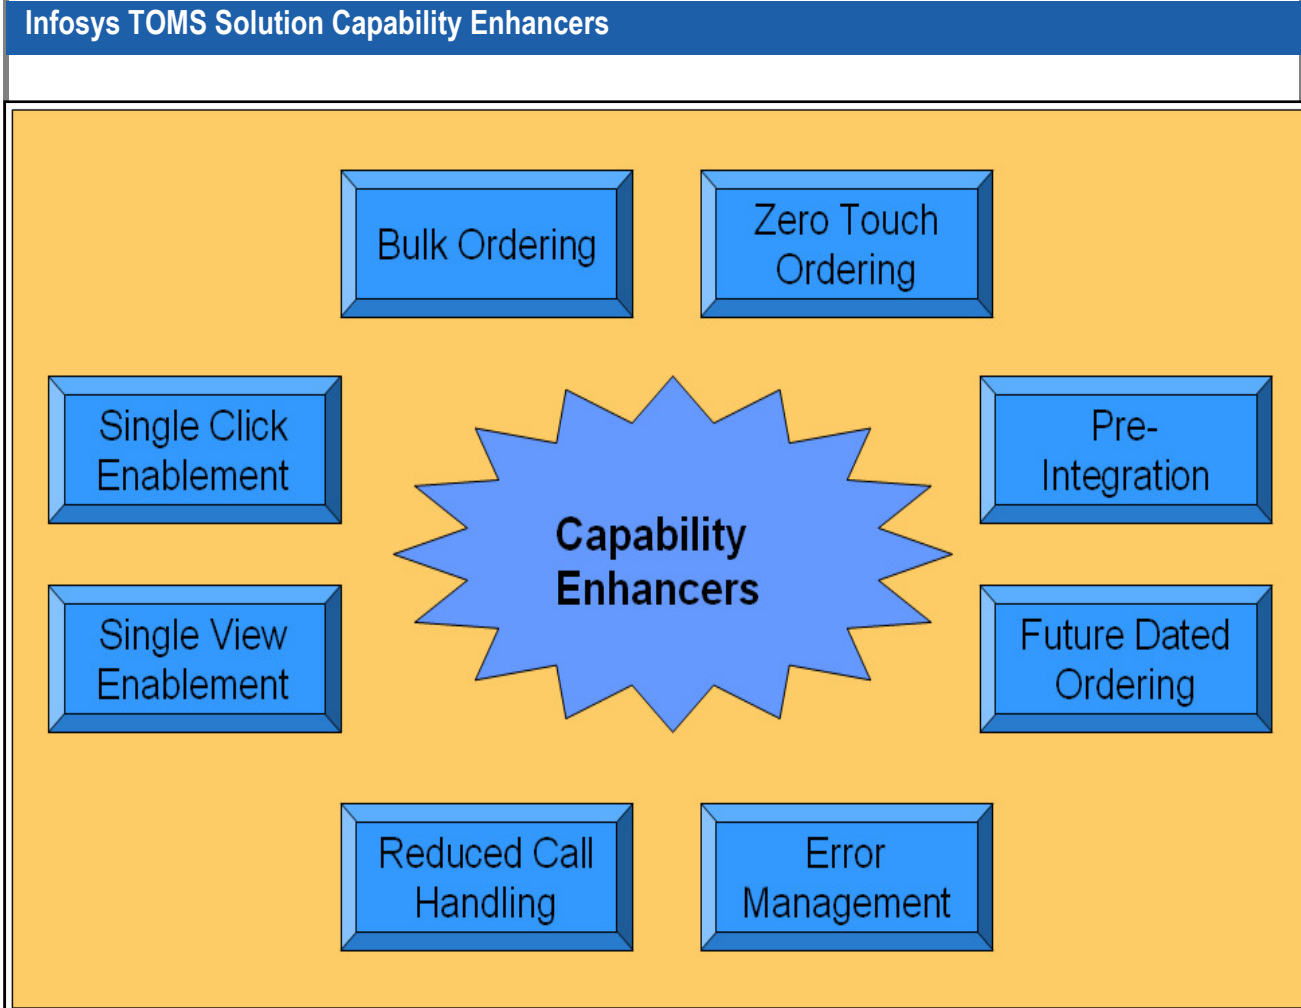 Infosys TOMS Solution Capability Enhancers
Bulk Ordering
Zero Touch
Ordering
Single Click
Enablement
Pre-
Integration
Capability
Enhancers
Single View
Enablement
Future Dated
Ordering
Reduced Call
Handling
Error
Management